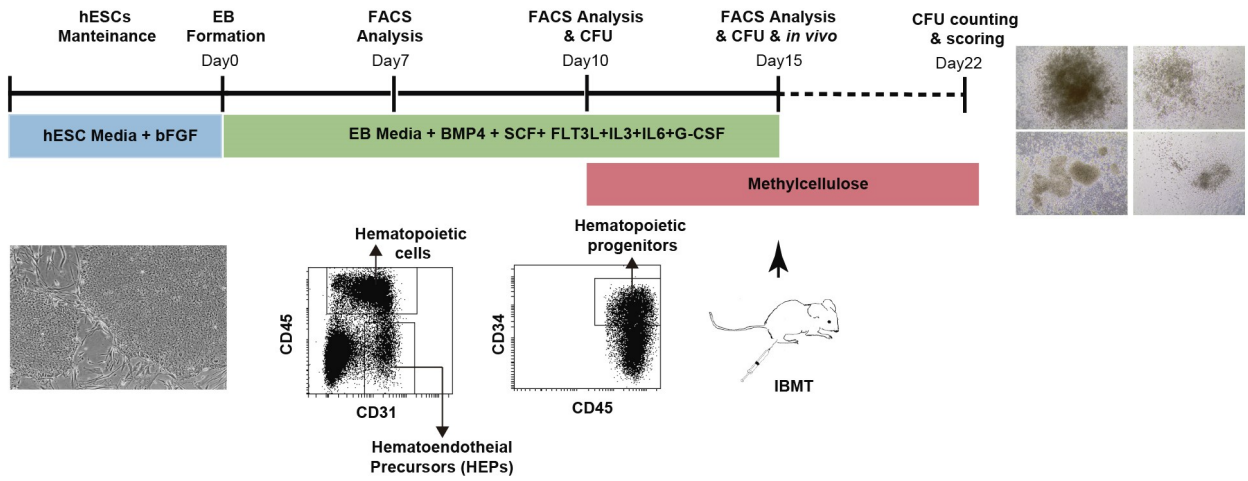 hESCs
Manteinance
EB
Formation
FACS
Analysis
FACS Analysis
& CFU
FACS Analysis
& CFU & in vivo
CFU counting
& scoring
Day0
Day7
Day10
Day15
Day22
hESC Media + bFGF
EB Media + BMP4 + SCF+ FLT3L+IL3+IL6+G-CSF
Methylcellulose
Hematopoietic
cells
CD45
CD31
Hematoendotheial
Precursors (HEPs)
Hematopoietic
progenitors
CD34
CD45
IBMT